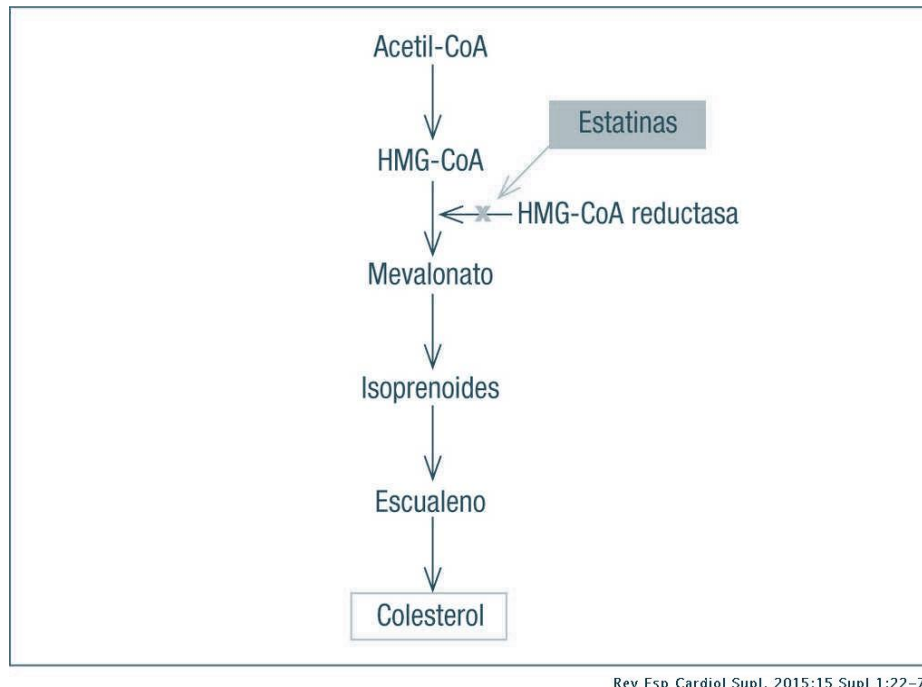 Acetil-CoA
Estatinas
HMG-CoA
x HMG-CoA reductasa
Mevalonato
Isoprenoides
Escualeno
Colesterol
Rev Esp Cardiol Supl. 2015;15 Supl 1:22-7